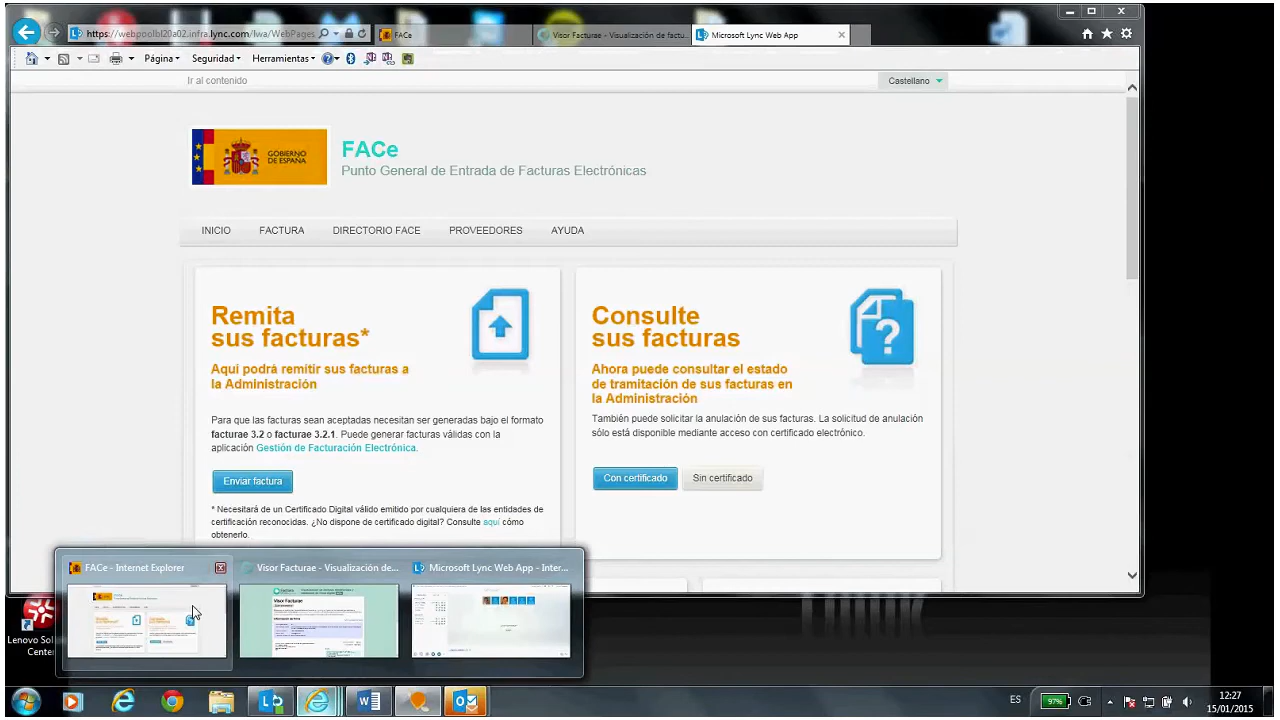 https://webpoolbl20a02.infra.lync.com/lwa/WebPages
FACe
Visor Facturae - Visualización de factu...
Microsoft Lync Web App
Página
Seguridad
Herramientas
Ir al contenido
Castellano
GOBIERNO
DE ESPAÑA
FACe
Punto General de Entrada de Facturas Electrónicas
INICIO
FACTURA
DIRECTORIO FACE
PROVEEDORES
AYUDA
Remita
sus facturas*
Aquí podrá remitir sus facturas a
la Administración
Para que las facturas sean aceptadas necesitan ser generadas bajo el formato
facturae 3.2 o facturae 3.2.1. Puede generar facturas válidas con la
aplicación Gestión de Facturación Electrónica.
Enviar factura
* Necesitará de un Certificado Digital válido emitido por cualquiera de las entidades de
certificación reconocidas. ¿No dispone de certificado digital? Consulte aquí cómo
obtenerlo.
Consulte
sus facturas
Ahora puede consultar el estado
de tramitación de sus facturas en
la Administración
También puede solicitar la anulación de sus facturas. La solicitud de anulación
sólo está disponible mediante acceso con certificado electrónico.
Con certificado
Sin certificado
FACe - Internet Explorer
Visor Facturae - Visualización de...
Microsoft Lync Web App - Inter...
Visor Facturae
Lenovo Sol
Cente
ES
97%
12:27
15/01/2015